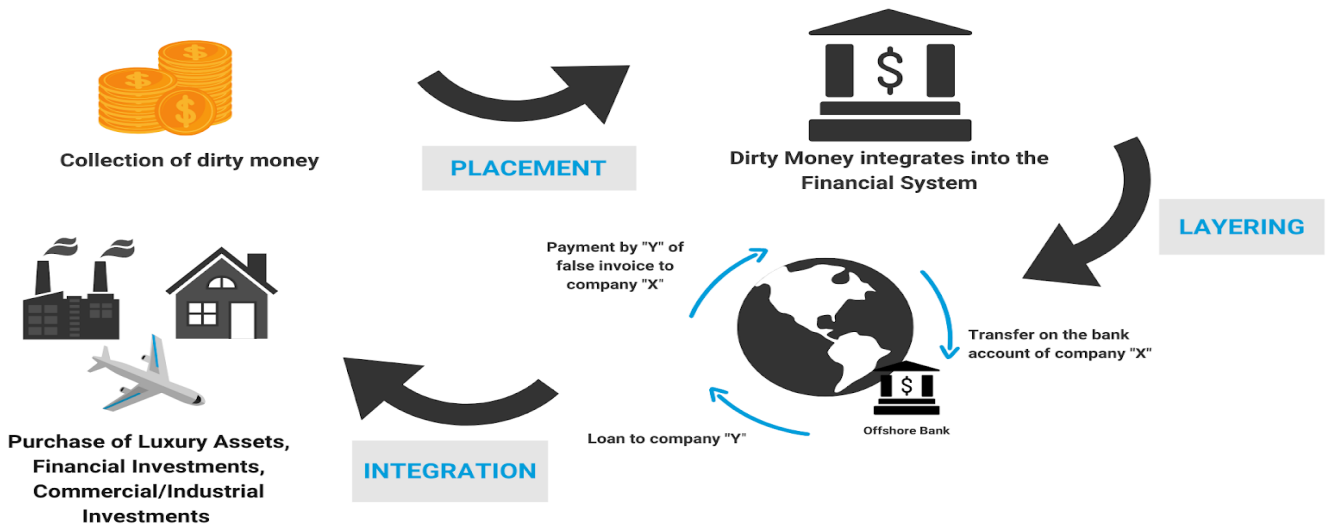 Collection of dirty money
PLACEMENT
$
Dirty Money integrates into the
Financial System
LAYERING
Payment by "Y" of
false invoice to
company "X"
Transfer on the bank
account of company "X"
$
Offshore Bank
Loan to company "Y"
INTEGRATION
Purchase of Luxury Assets,
Financial Investments,
Commercial/Industrial
Investments